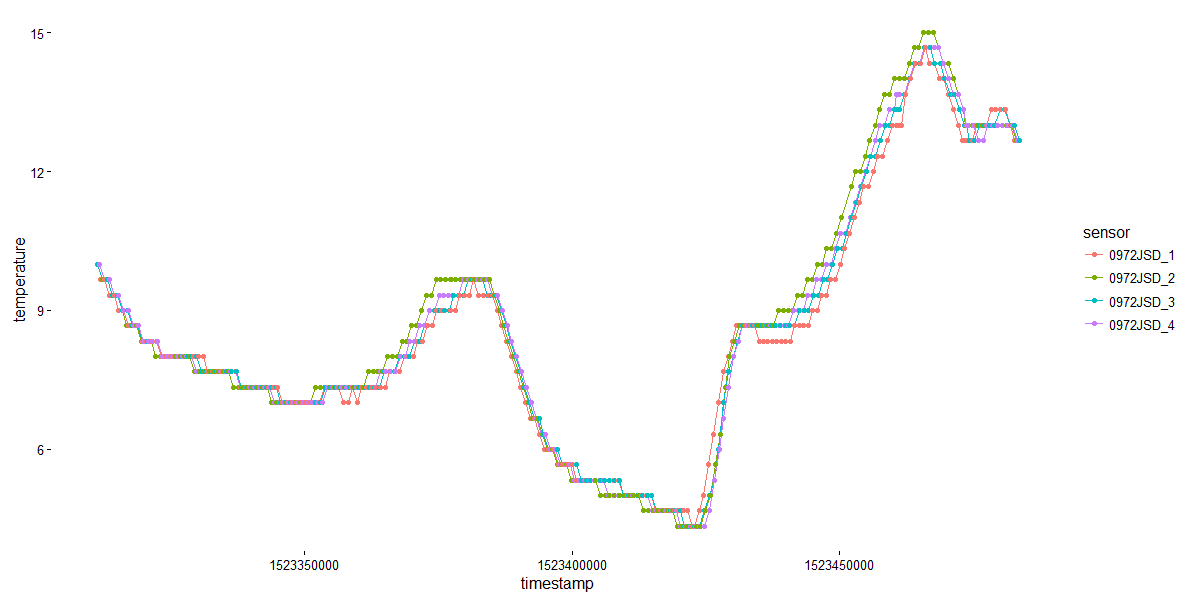 15
12
9
6
temperature
1523350000
1523400000
1523450000
timestamp
sensor
0972JSD_1
0972JSD_2
0972JSD_3
0972JSD_4